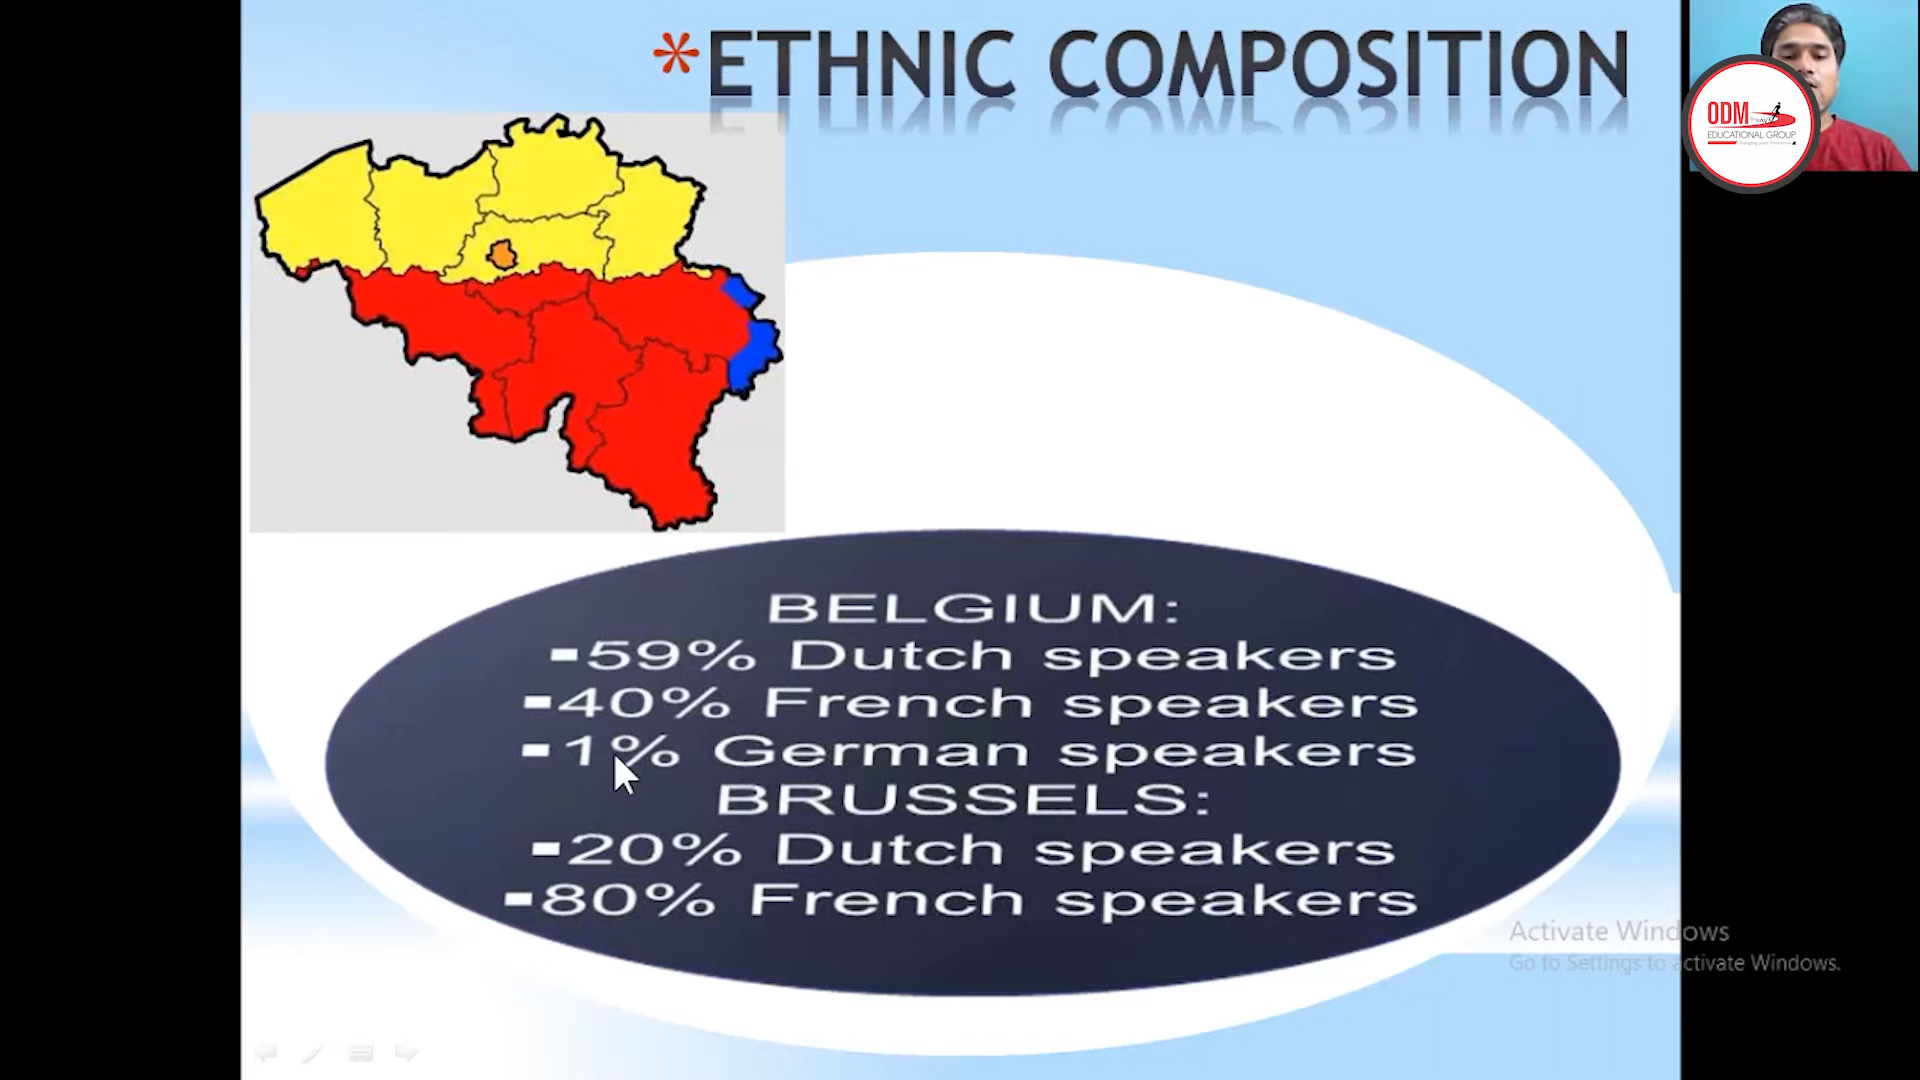 *ETHNIC COMPOSITION
ODM
EDUCATIONAL GROUP
BELGIUM:
▪59% Dutch speakers
▪40% French speakers
▪1% German speakers
BRUSSELS:
▪20% Dutch speakers
▪80% French speakers
Activate Windows
Go to Settings to activate Windows.